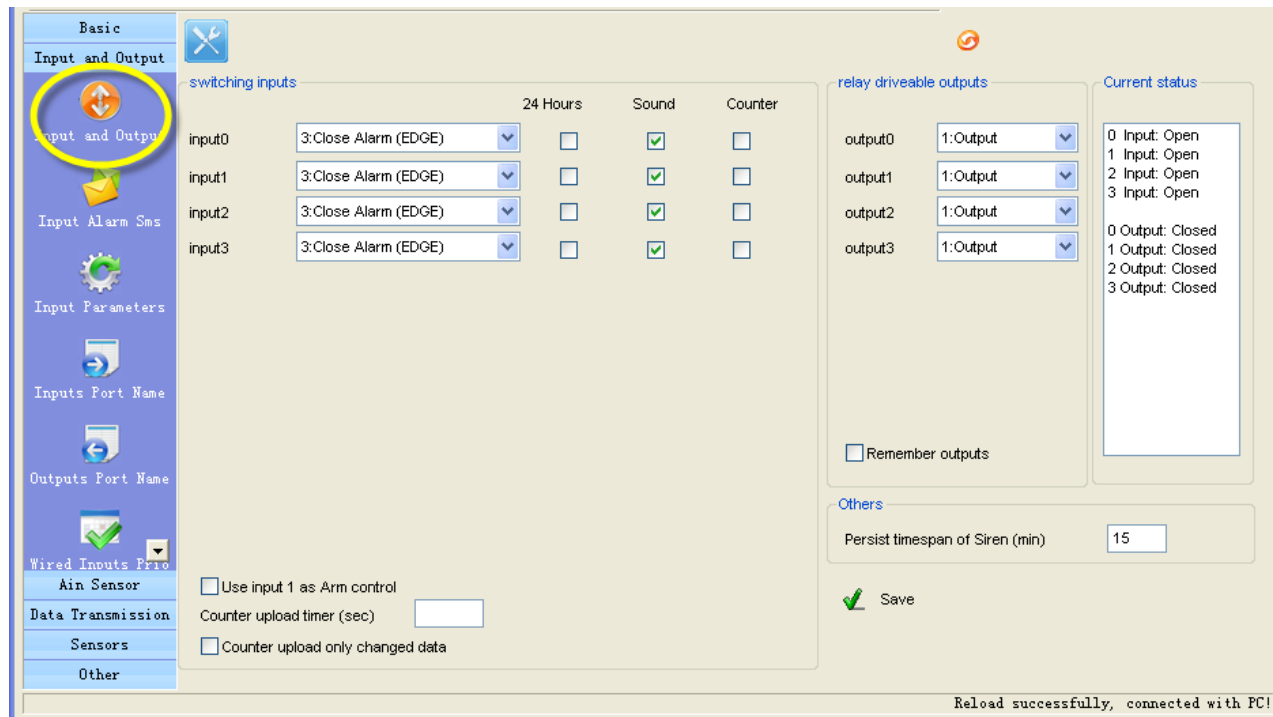 Basic
Input and Output
Input and Output
Input Alarm Sms
Input Parameters
Inputs Port Name
Outputs Port Name
Wired Inputs Prio
Ain Sensor
Data Transmission
Sensors
Other
switching inputs
24 Hours Sound Counter
input0 3:Close Alarm (EDGE)
input1 3:Close Alarm (EDGE)
input2 3:Close Alarm (EDGE)
input3 3:Close Alarm (EDGE)
Use input 1 as Arm control
Counter upload timer (sec)
Counter upload only changed data
relay driveable outputs
output0 1:Output
output1 1:Output
output2 1:Output
output3 1:Output
Remember outputs
Current status
0 Input: Open
1 Input: Open
2 Input: Open
3 Input: Open
0 Output: Closed
1 Output: Closed
2 Output: Closed
3 Output: Closed
Others
Persist timespan of Siren (min) 15
Save
Reload successfully, connected with PC!